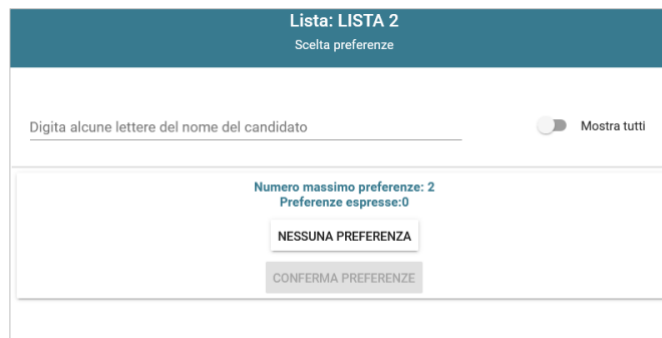 Lista: LISTA 2
Scelta preferenze
Digita alcune lettere del nome del candidato
Mostra tutti
Numero massimo preferenze: 2
Preferenze espresse:0
NESSUNA PREFERENZA
CONFERMA PREFERENZE